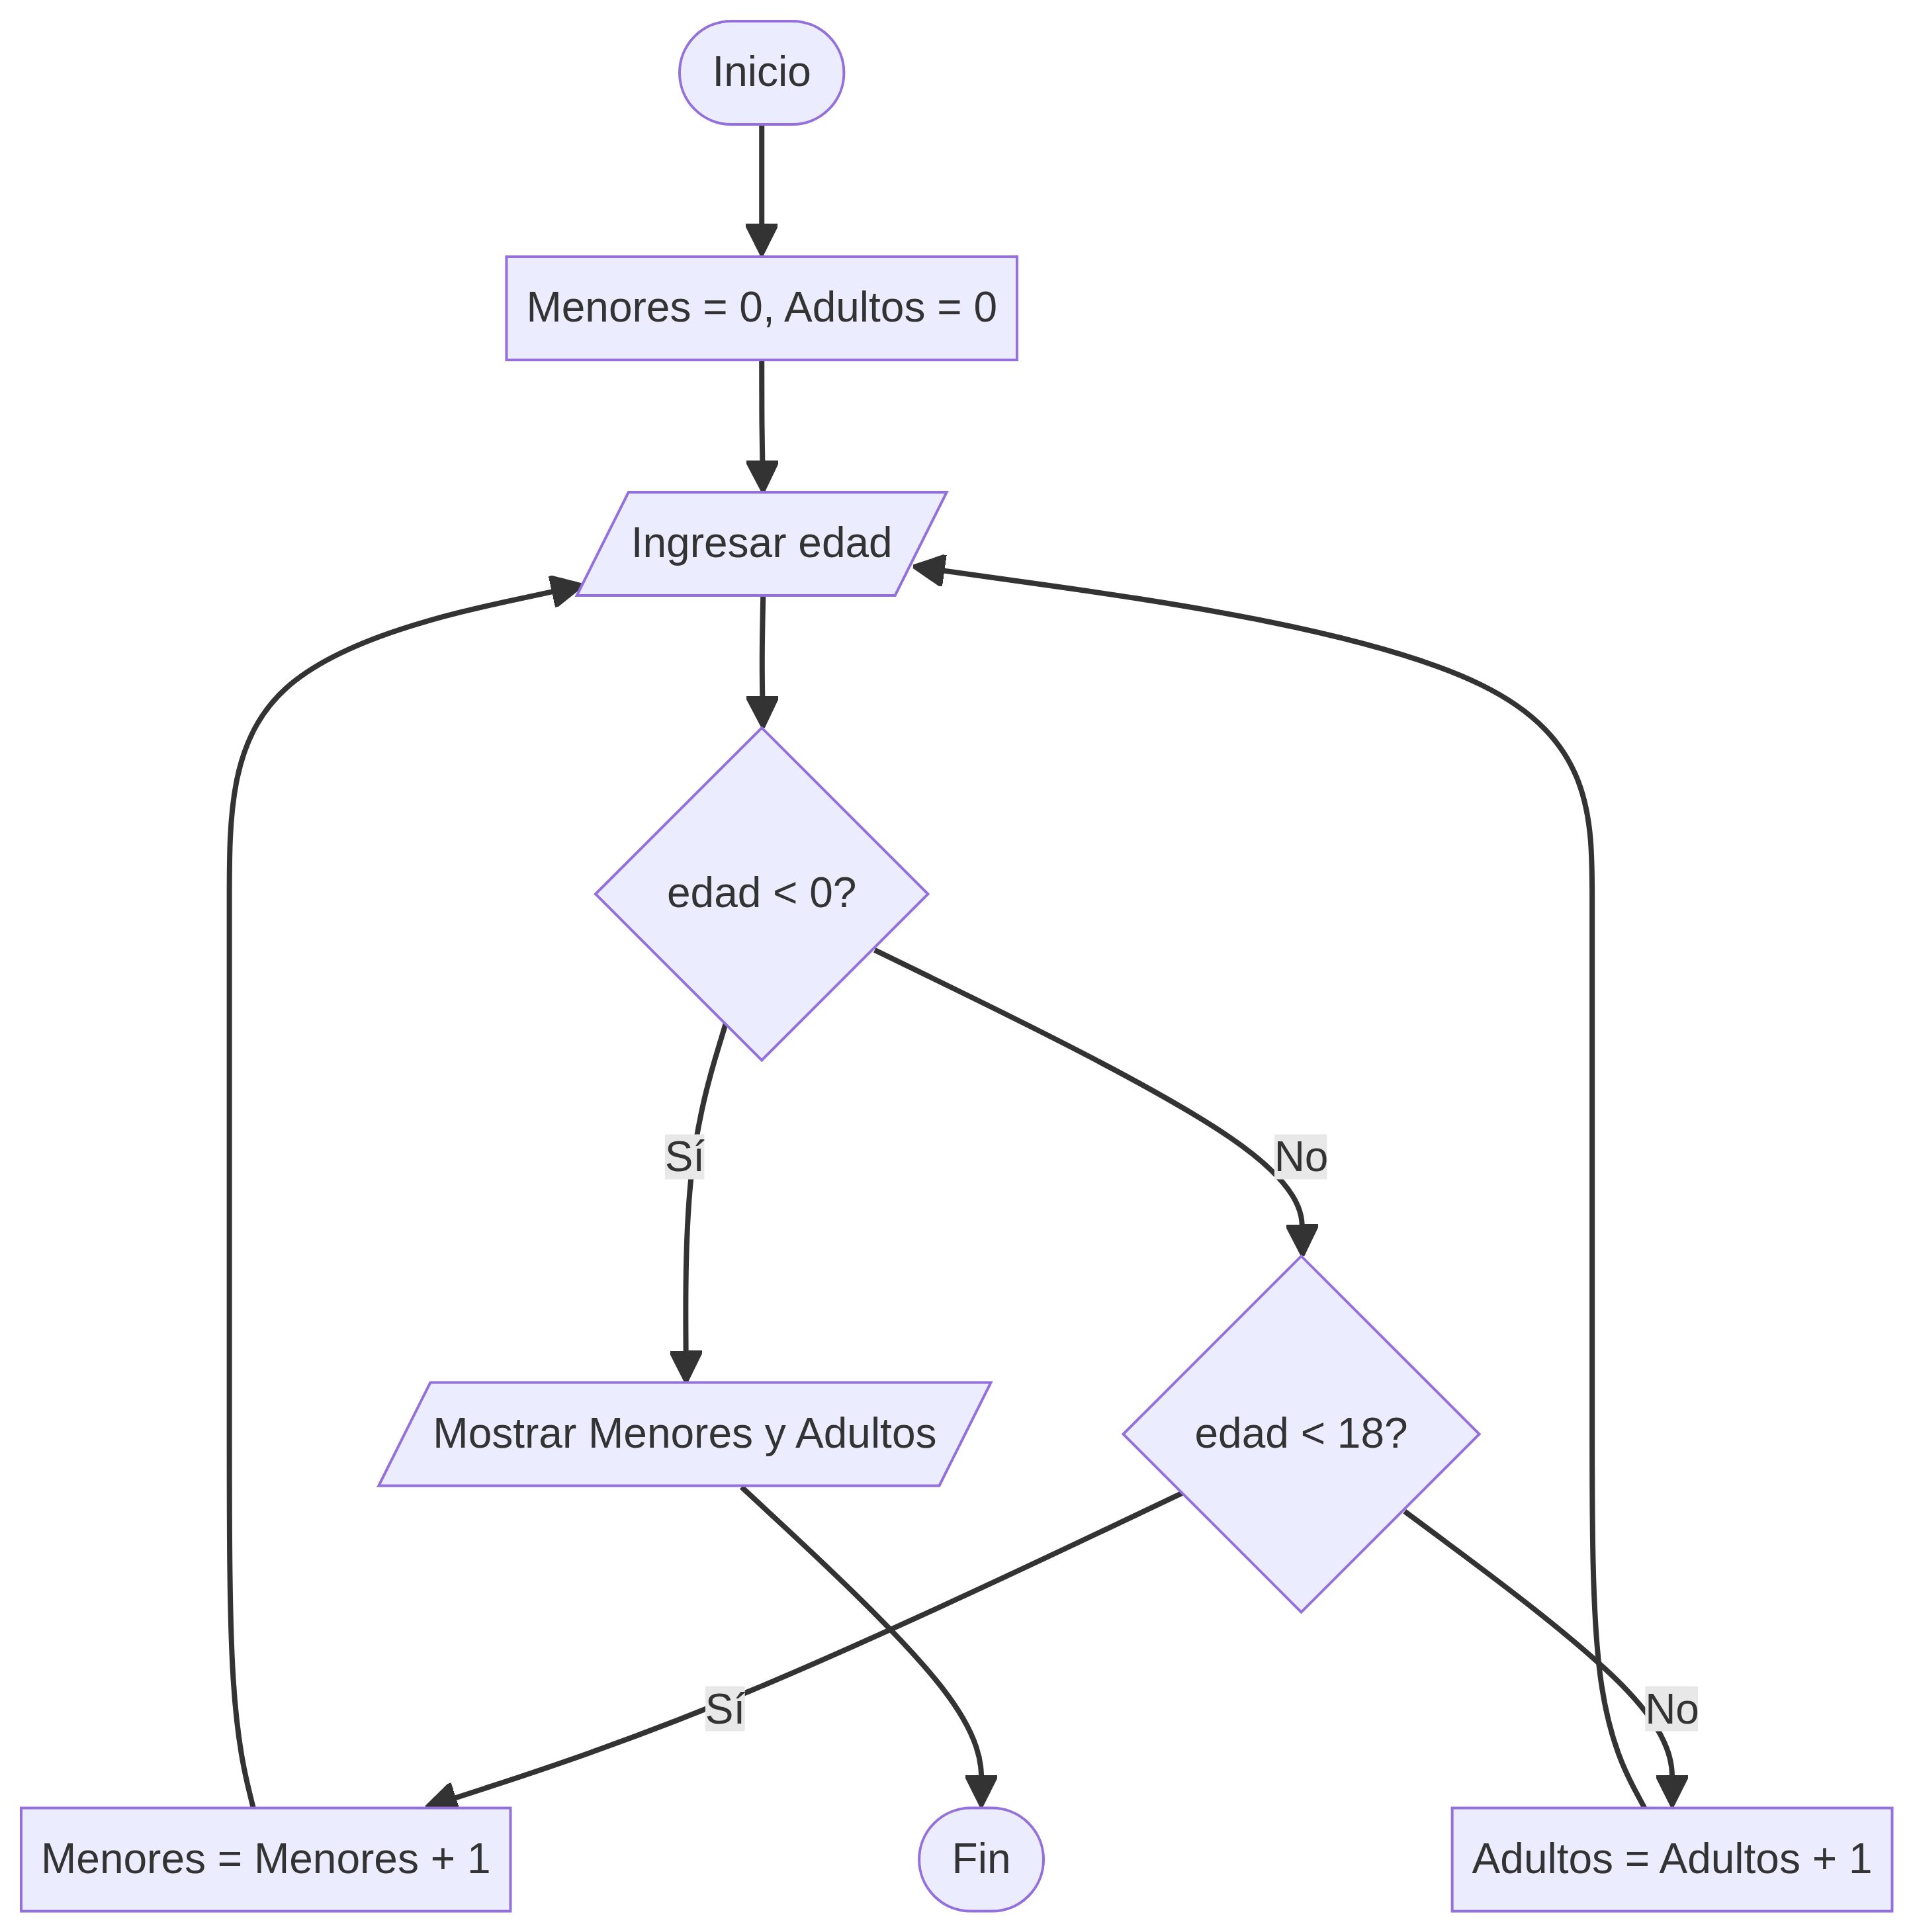 Inicio
Menores = 0, Adultos = 0
Ingresar edad
edad < 0?
Sí
No
Mostrar Menores y Adultos
edad < 18?
Sí
No
Menores = Menores + 1
Fin
Adultos = Adultos + 1